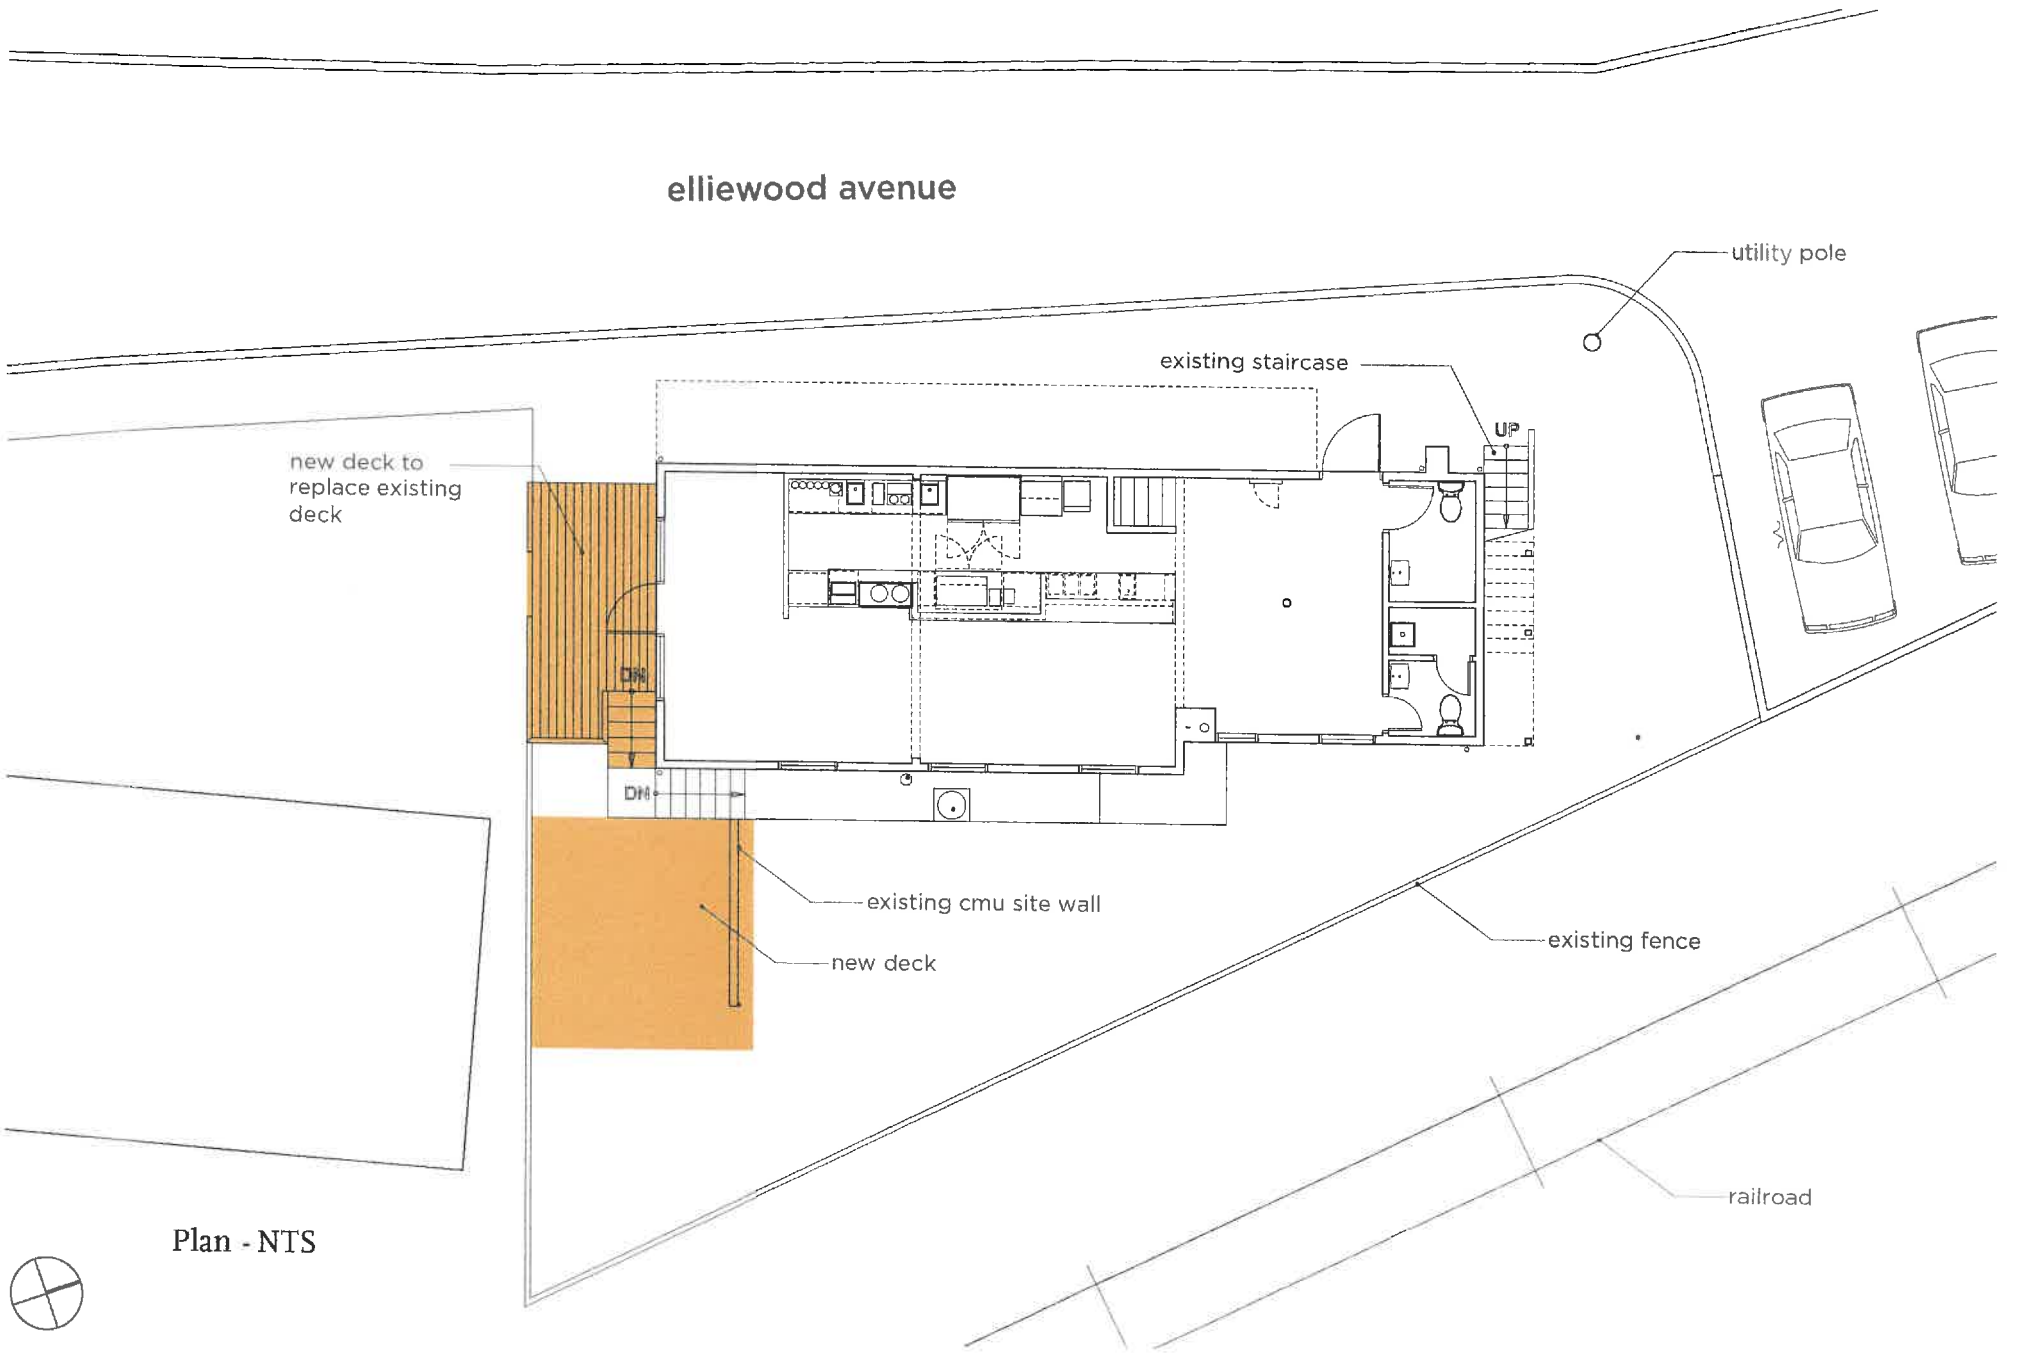 elliewood avenue
utility pole
existing staircase
UP
new deck to
replace existing
deck
DN
DN
existing cmu site wall
new deck
existing fence
railroad
Plan - NTS